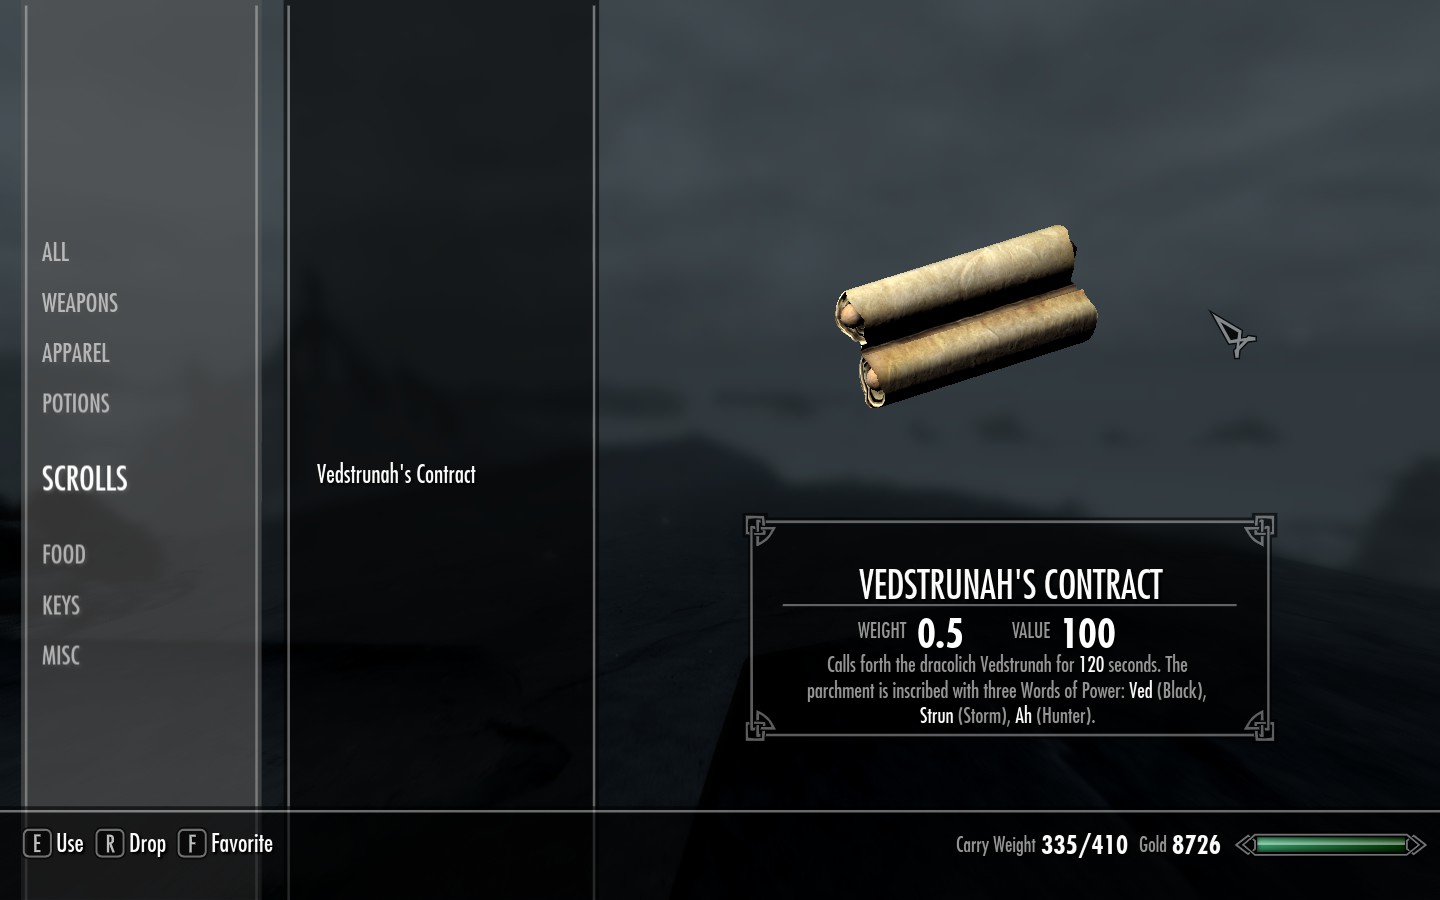 ALL
WEAPONS
APPAREL
POTIONS
SCROLLS
FOOD
KEYS
MISC
Vedstrunah's Contract
VEDSTRUNAH'S CONTRACT
WEIGHT 0.5 VALUE 100
Calls forth the dracolich Vedstrunah for 120 seconds. The
parchment is inscribed with three Words of Power: Ved (Black),
Strun (Storm), Ah (Hunter).
E Use R Drop F Favorite
Carry Weight 335/410 Gold 8726